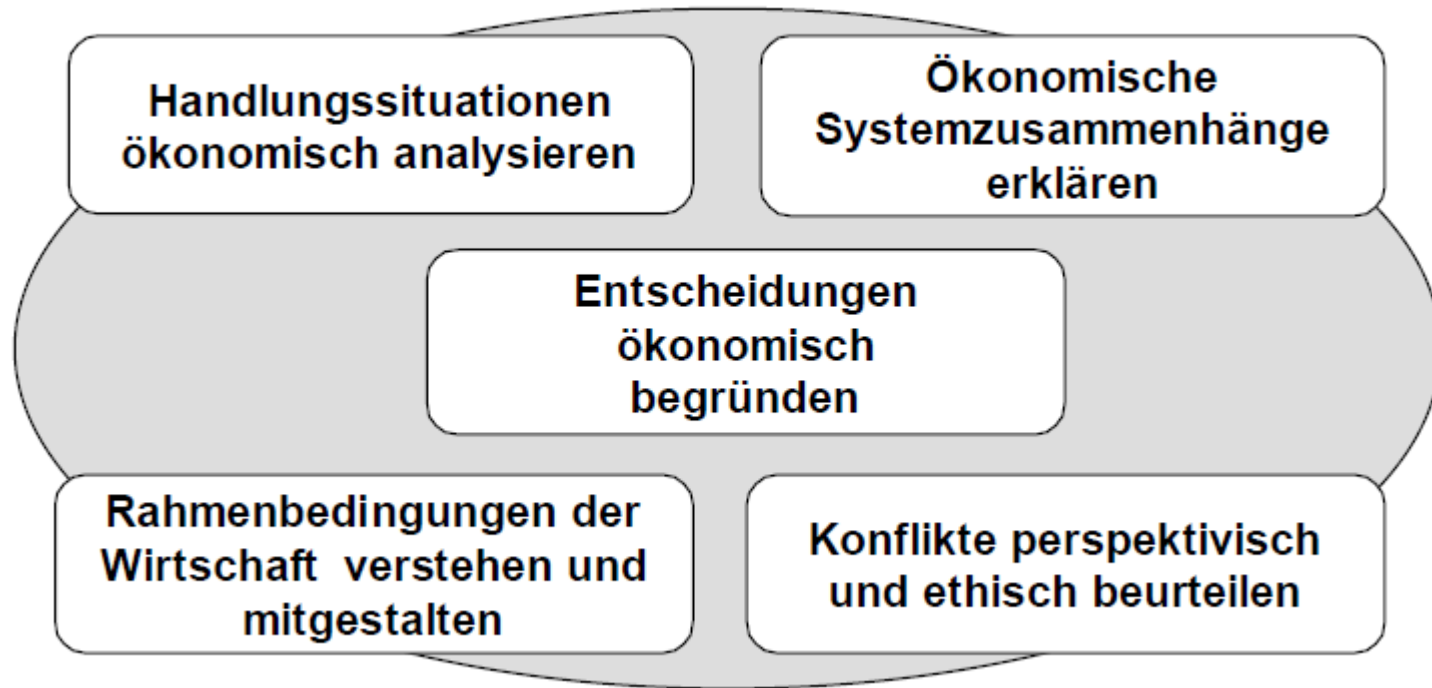 Handlungssituationen
ökonomisch analysieren
Ökonomische
Systemzusammenhänge
erklären
Entscheidungen
ökonomisch
begründen
Rahmenbedingungen der
Wirtschaft verstehen und
mitgestalten
Konflikte perspektivisch
und ethisch beurteilen